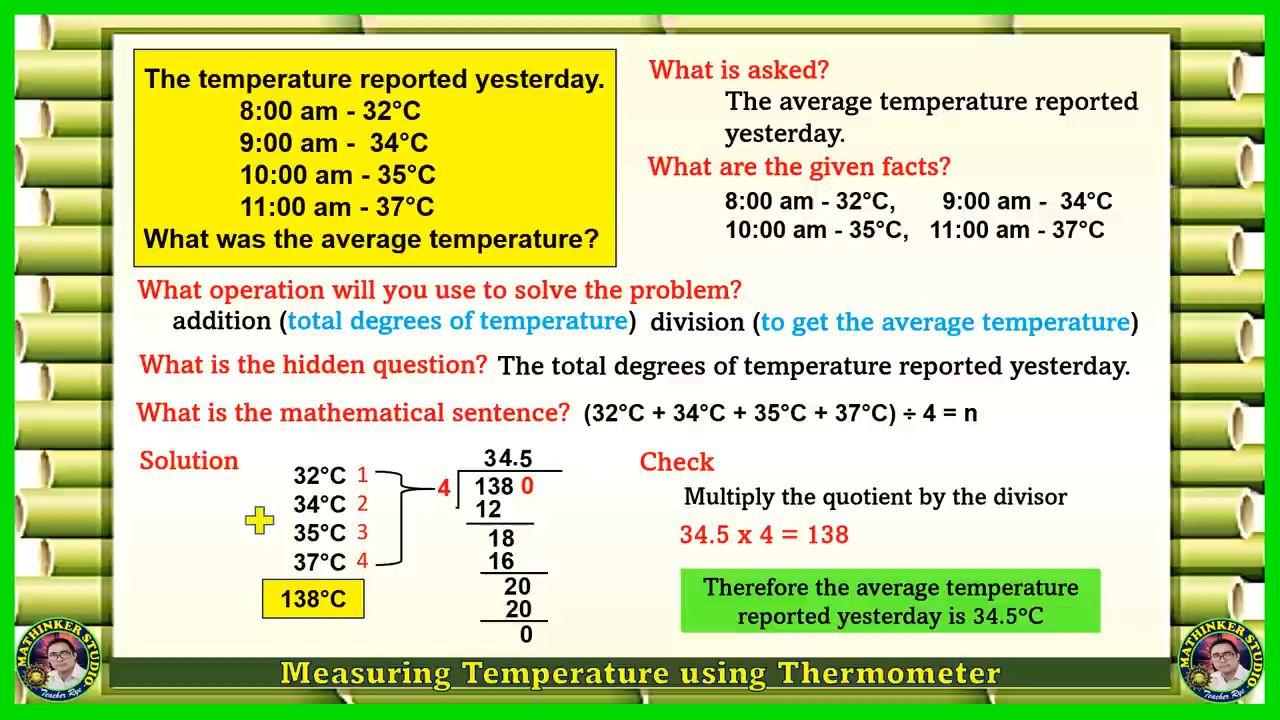 The temperature reported yesterday.
8:00 am - 32°C
9:00 am -  34°C
10:00 am - 35°C
11:00 am - 37°C
What was the average temperature?
What is asked?
The average temperature reported
yesterday.
What are the given facts?
8:00 am - 32°C,    9:00 am -  34°C
10:00 am - 35°C,  11:00 am - 37°C
What operation will you use to solve the problem?
addition (total degrees of temperature)  division (to get the average temperature)
What is the hidden question? The total degrees of temperature reported yesterday.
What is the mathematical sentence? (32°C + 34°C + 35°C + 37°C) ÷ 4 = n
Solution
32°C 1
34°C 2
+
35°C 3
37°C 4
138°C
34.5
4 138 0
12
18
16
20
20
0
Check
Multiply the quotient by the divisor
34.5 x 4 = 138
Therefore the average temperature
reported yesterday is 34.5°C
MATHINKER STUDIO
Teacher Rye
Measuring Temperature using Thermometer
MATHINKER STUDIO
Teacher Rye